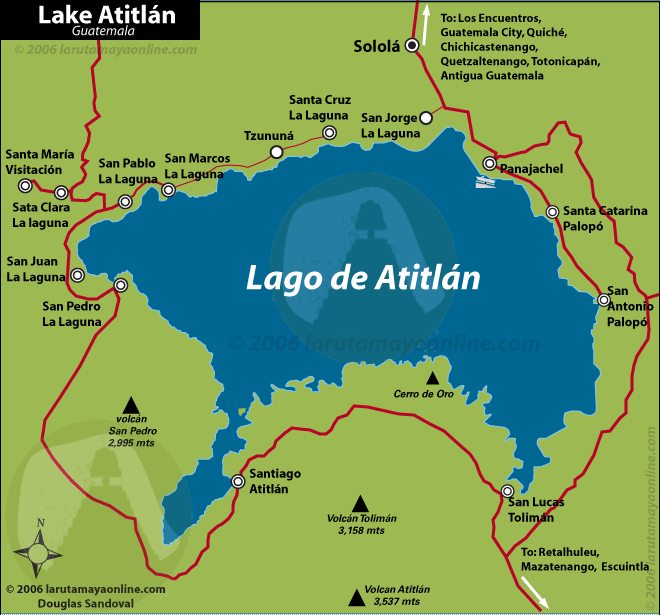 Lake Atitlán
Guatemala
© 2006 larutamayaonline.com
To: Los Encuentros,
Guatemala City, Quiché,
Chichicastenango,
Quetzaltenango, Totonicapán,
Antigua Guatemala
Sololá
Santa Cruz
La Laguna
San Jorge
La Laguna
Tzununá
Santa María
Visitación
San Pablo
La Laguna
San Marcos
La Laguna
Panajachel
Sata Clara
La laguna
Santa Catarina
Palopó
San Juan
La Laguna
Lago de Atitlán
San Pedro
La Laguna
San
Antonio
Palopó
© 2006 larutamayaonline.com
Cerro de Oro
volcán
San Pedro
2,995 mts
Santiago
Atitlán
San Lucas
Tolimán
Volcán Tolimán
3,158 mts
N
To: Retalhuleu,
Mazatenango, Escuintla
© 2006 larutamayaonline.com
Douglas Sandoval
Volcan Atitlán
3,537 mts
© 2006 larutamayaonline.com